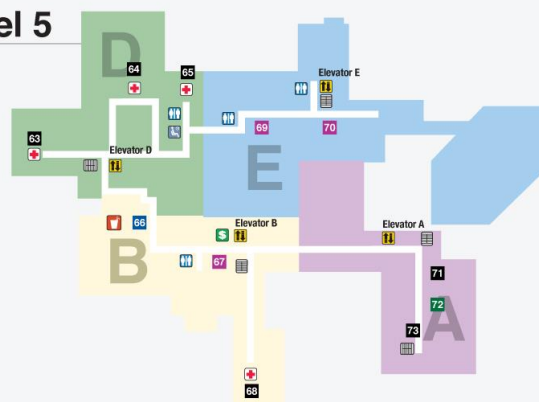 el 5
D
64
65
Elevator E
63
69
70
Elevator D
E
66
Elevator B
Elevator A
B
67
71
72
73
A
68
$